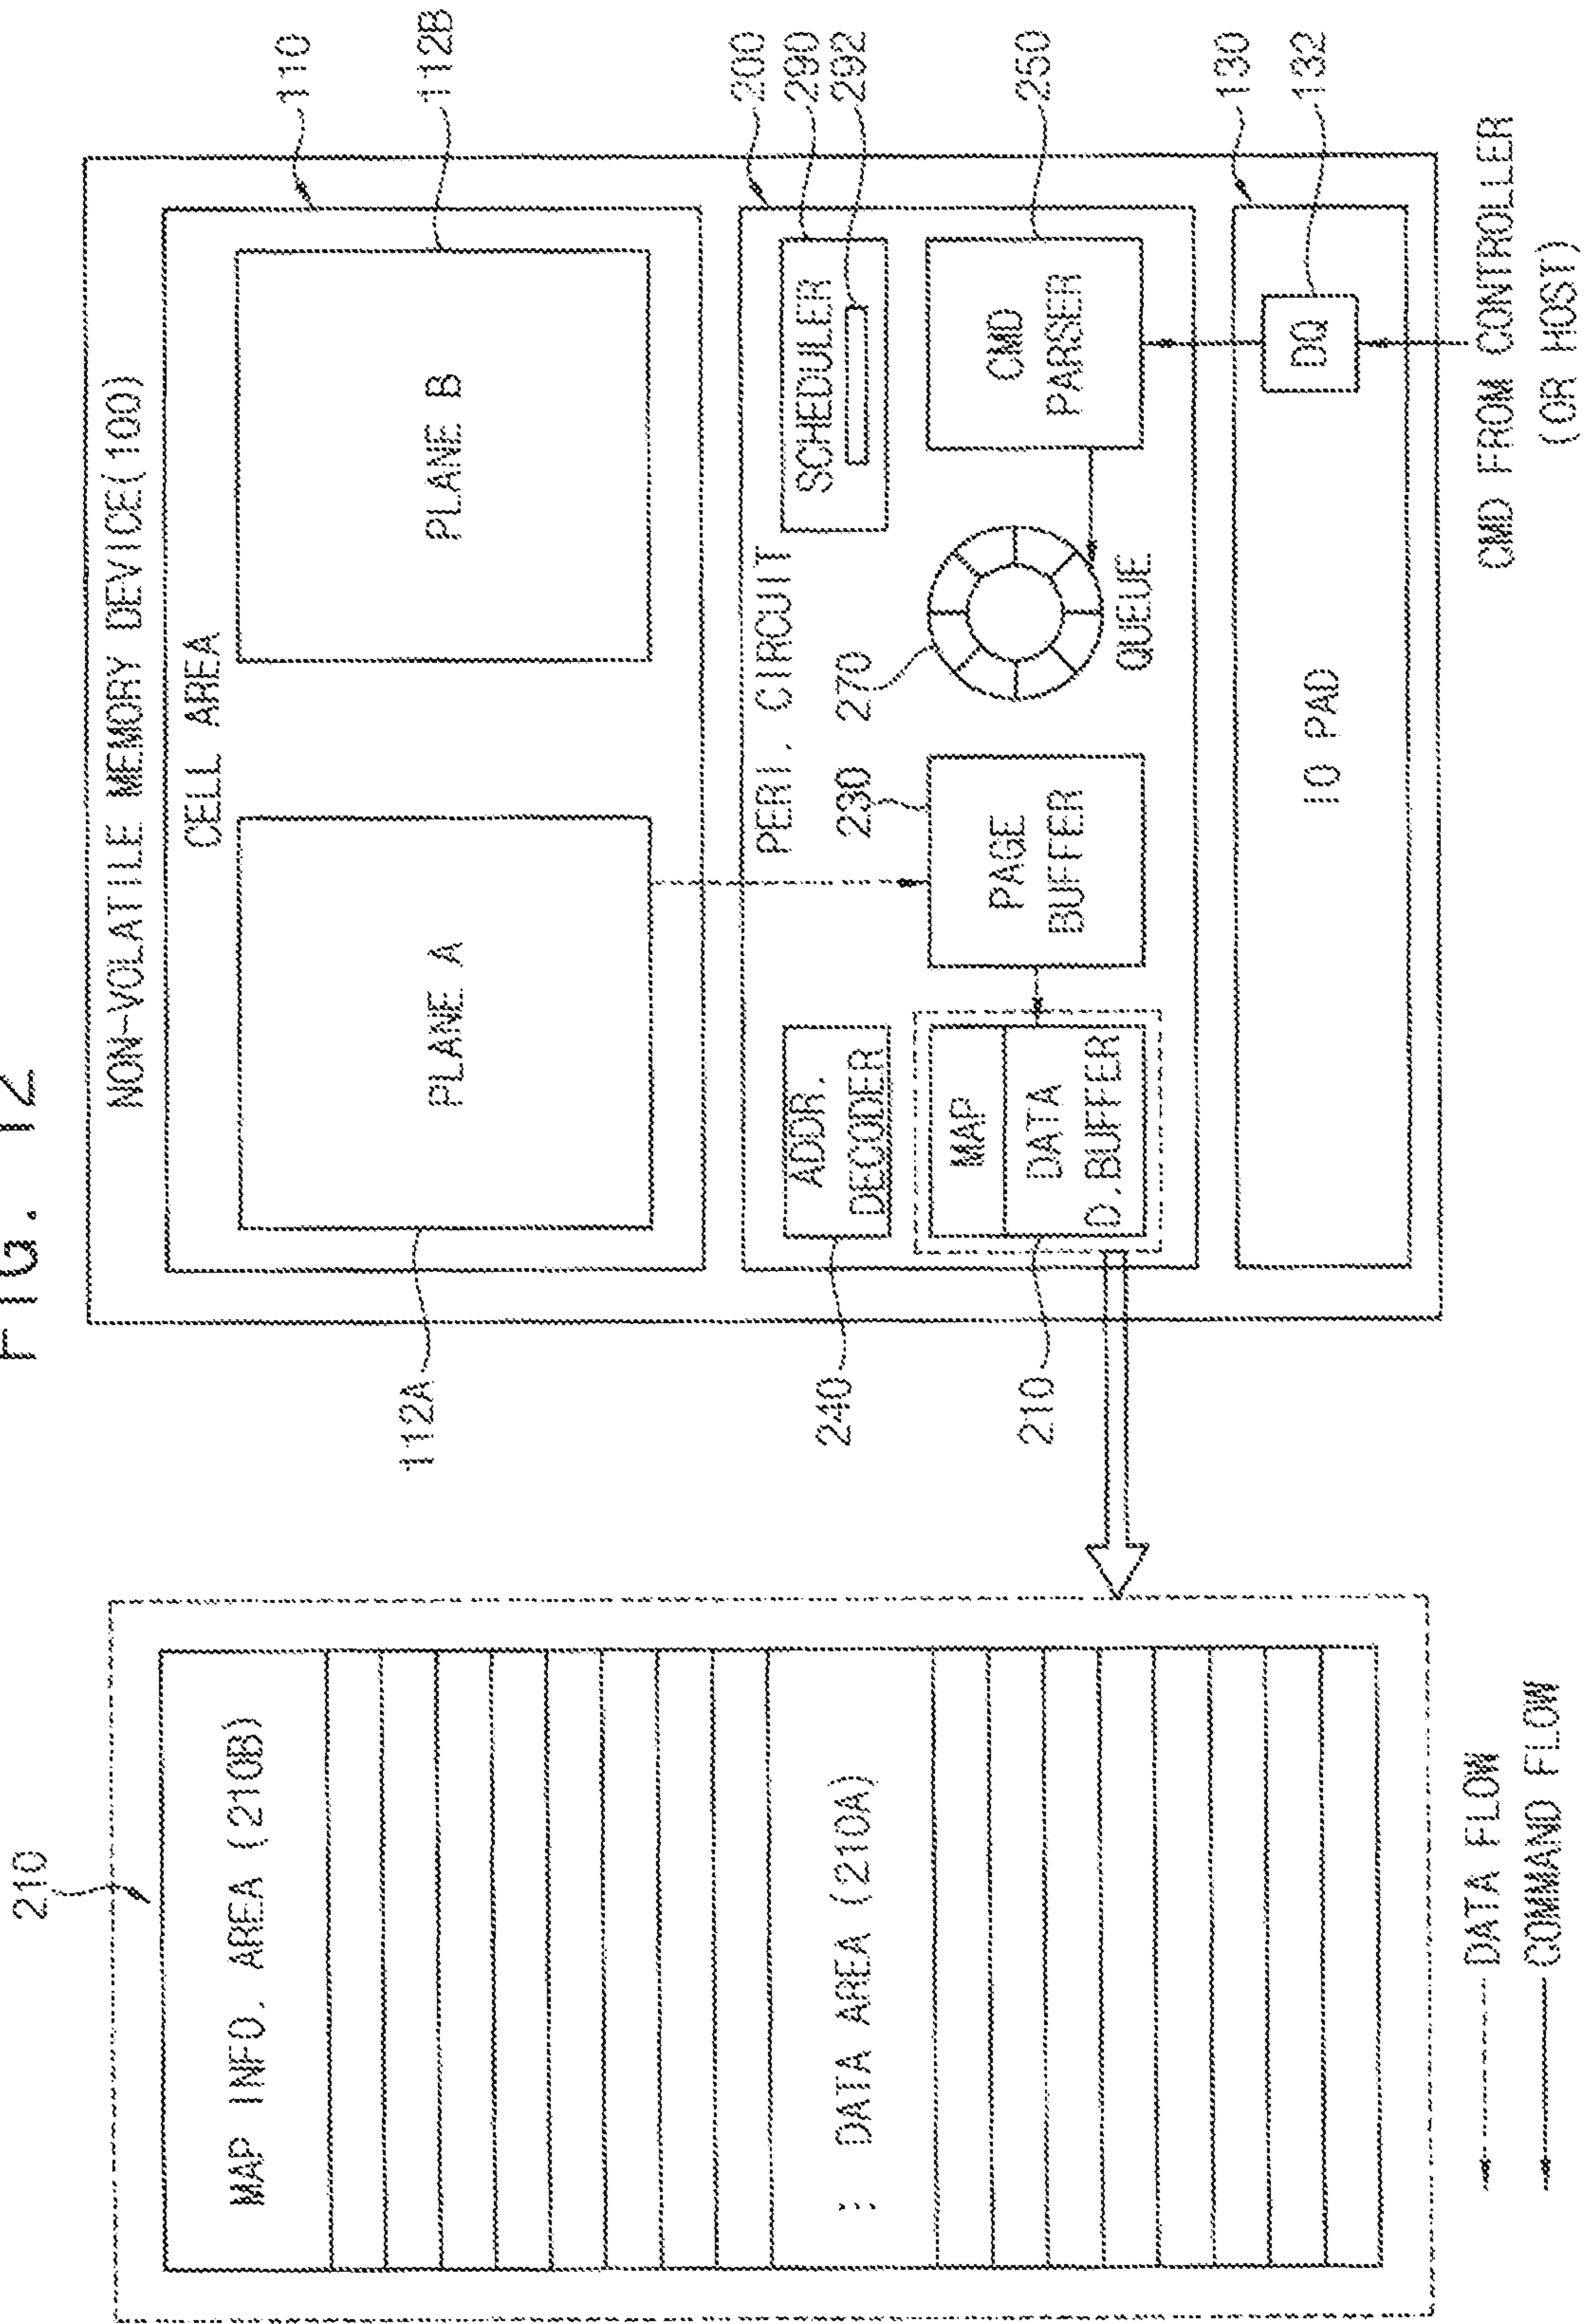 FIG. 12
210
MAP INFO. AREA (210B)
: DATA AREA (210A)
DATA FLOW
COMMAND FLOW
NON-VOLATILE MEMORY DEVICE(100)
CELL AREA
110
PLANE A
PLANE B
112A
112B
PERI. CIRCUIT
200
ADDR.
DECODER
240
SCHEDULER
290
292
230
270
MAP
DATA
D.BUFFER
210
PAGE
BUFFER
QUEUE
CMD
PARSER
250
IO PAD
130
DQ
132
CMD FROM CONTROLLER
(OR HOST)